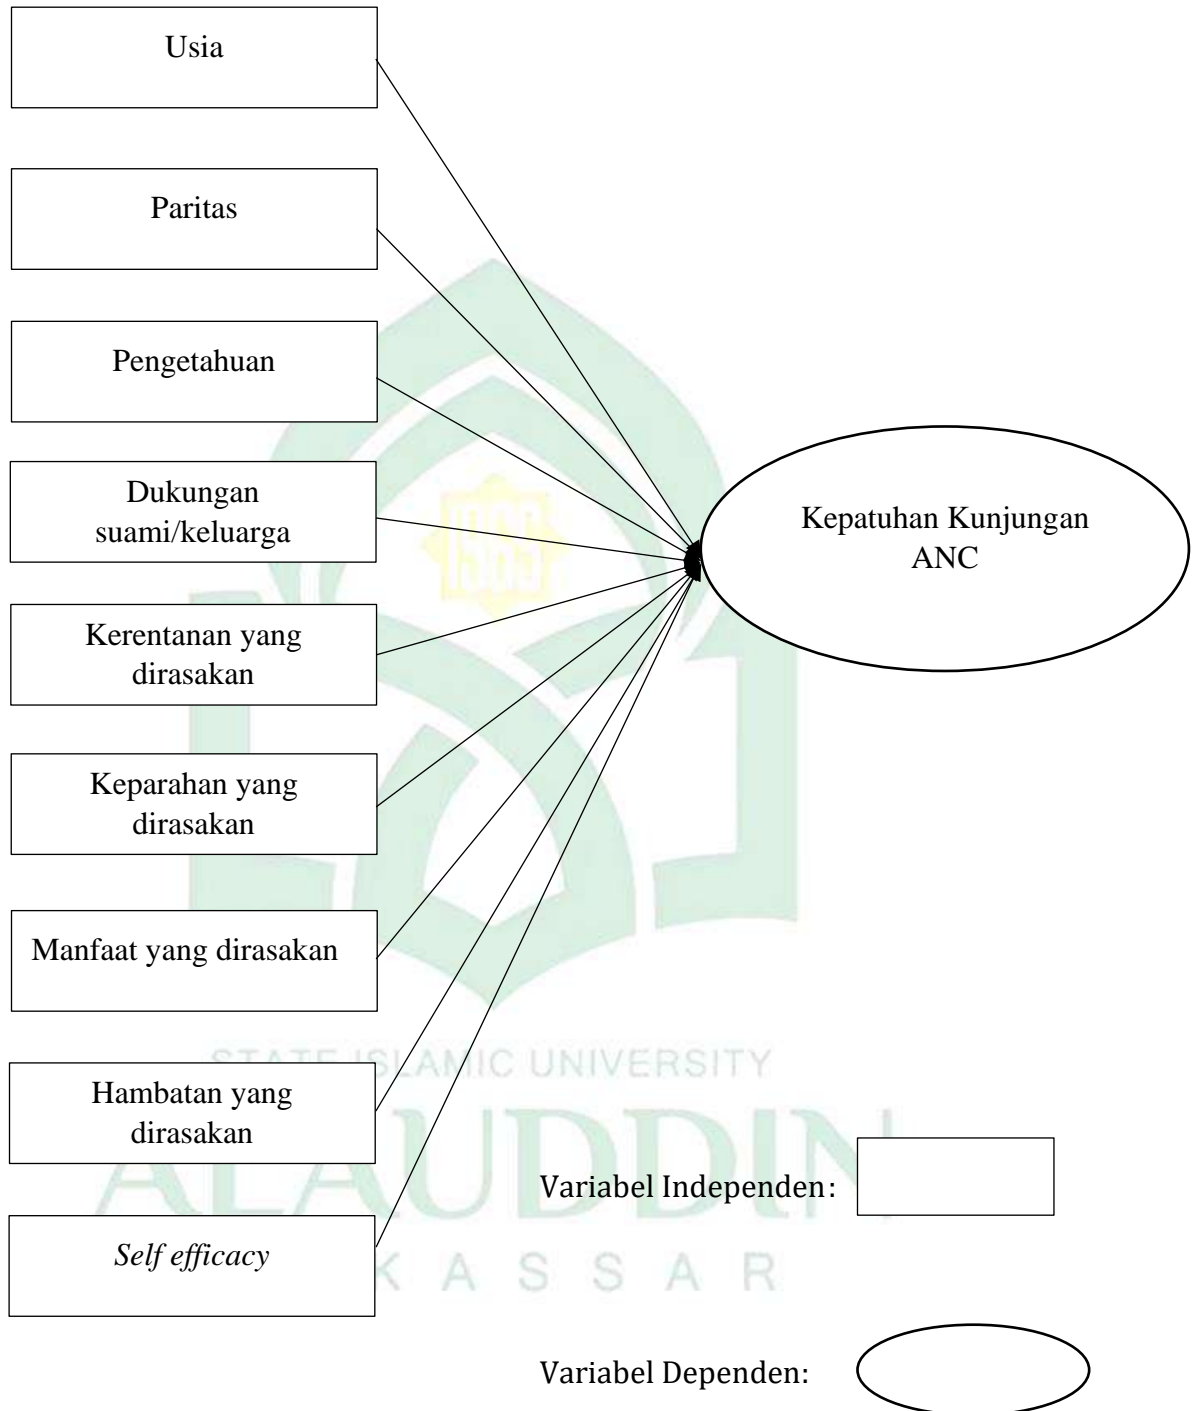 Usia
Paritas
Pengetahuan
Dukungan
suami/keluarga
Kerentanan yang
dirasakan
Keparahan yang
dirasakan
Manfaat yang dirasakan
Hambatan yang
dirasakan
Self efficacy
Kepatuhan Kunjungan
ANC
Variabel Independen:
Variabel Dependen:
1965
STATE ISLAMIC UNIVERSITY
ALAUDDIN
K A S S A R